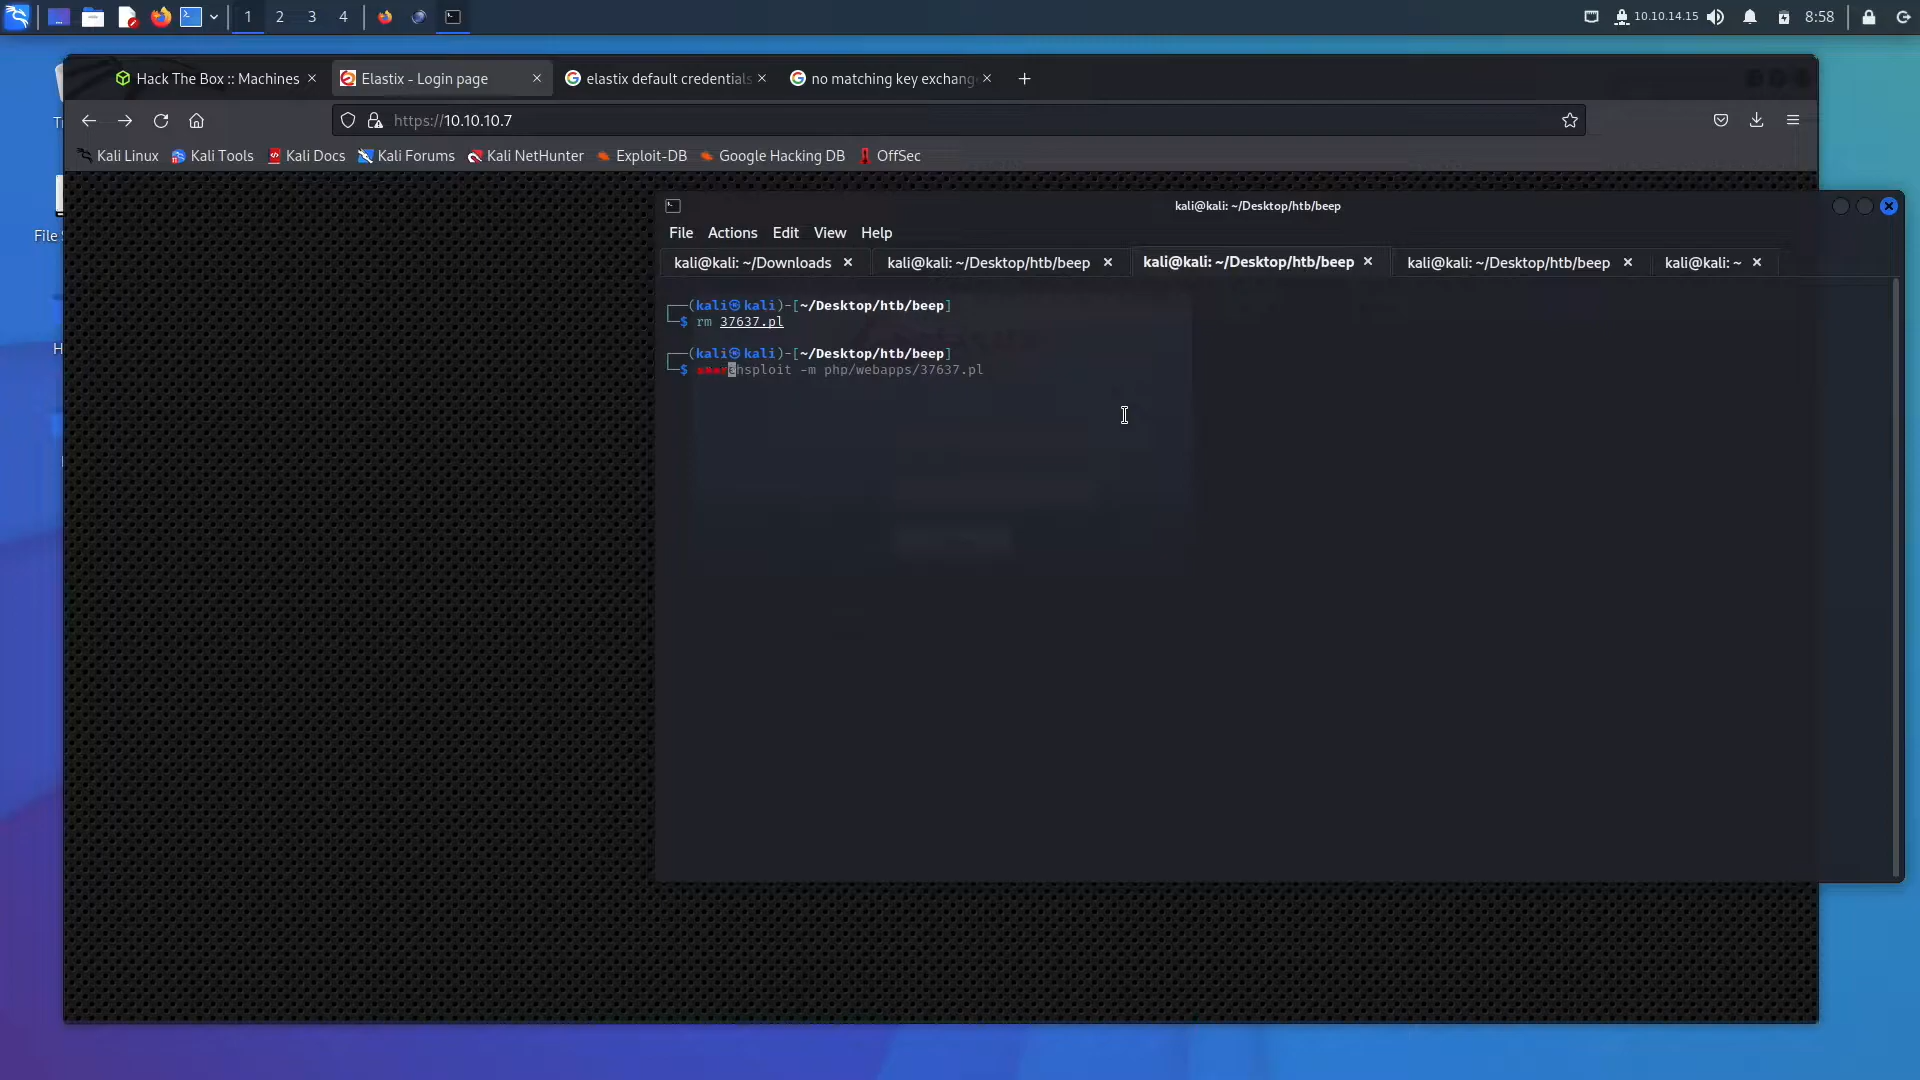 1 2 3 4 10.10.14.15 8:58
Hack The Box :: Machines Elastix - Login page elastix default credentials no matching key exchang
https://10.10.10.7
Kali Linux Kali Tools Kali Docs Kali Forums Kali NetHunter Exploit-DB Google Hacking DB OffSec
File S
H
kali@kali: ~/Desktop/htb/beep
File Actions Edit View Help
kali@kali: ~/Downloads kali@kali: ~/Desktop/htb/beep kali@kali: ~/Desktop/htb/beep kali@kali: ~/Desktop/htb/beep kali@kali: ~
┌──(kali㉿kali)-[~/Desktop/htb/beep]
└─$ rm 37637.pl
┌──(kali㉿kali)-[~/Desktop/htb/beep]
└─$ searchsploit -m php/webapps/37637.pl